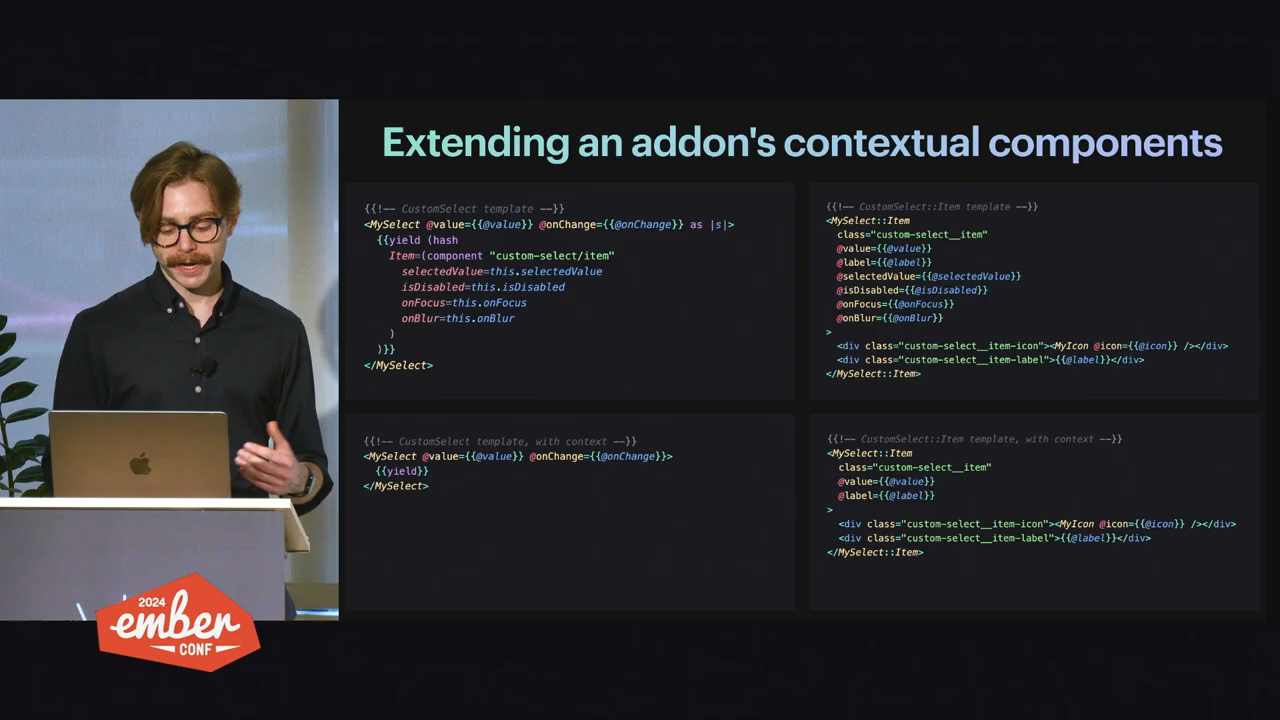 Extending an addon's contextual components
{{!-- CustomSelect template --}}
<MySelect @value={{@value}} @onChange={{@onChange}} as |s|>
{{yield (hash
Item=(component "custom-select/item"
selectedValue=this.selectedValue
isDisabled=this.isDisabled
onFocus=this.onFocus
onBlur=this.onBlur
)
)}}
</MySelect>
{{!-- CustomSelect::Item template --}}
<MySelect::Item
class="custom-select__item"
@value={{@value}}
@label={{@label}}
@selectedValue={{@selectedValue}}
@isDisabled={{@isDisabled}}
@onFocus={{@onFocus}}
@onBlur={{@onBlur}}
>
<div class="custom-select__item-icon"><MyIcon @icon={{@icon}} /></div>
<div class="custom-select__item-label">{{@label}}</div>
</MySelect::Item>
{{!-- CustomSelect template, with context --}}
<MySelect @value={{@value}} @onChange={{@onChange}}>
{{yield}}
</MySelect>
{{!-- CustomSelect::Item template, with context --}}
<MySelect::Item
class="custom-select__item"
@value={{@value}}
@label={{@label}}
>
<div class="custom-select__item-icon"><MyIcon @icon={{@icon}} /></div>
<div class="custom-select__item-label">{{@label}}</div>
</MySelect::Item>
2024
ember
CONF